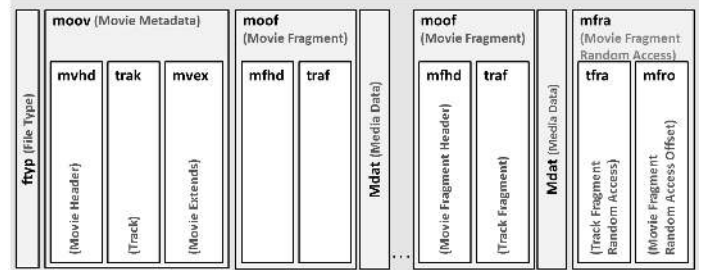 ftyp (File Type)
moov (Movie Metadata)
mvhd
(Movie Header)
trak
(Track)
mvex
(Movie Extends)
moof
(Movie Fragment)
mfhd
traf
Mdat (Media Data)
...
moof
(Movie Fragment)
mfhd
(Movie Fragment Header)
traf
(Track Fragment)
Mdat (Media Data)
mfra
(Movie Fragment
Random Access)
tfra
(Track Fragment
Random Access)
mfro
(Movie Fragment
Random Access Offset)